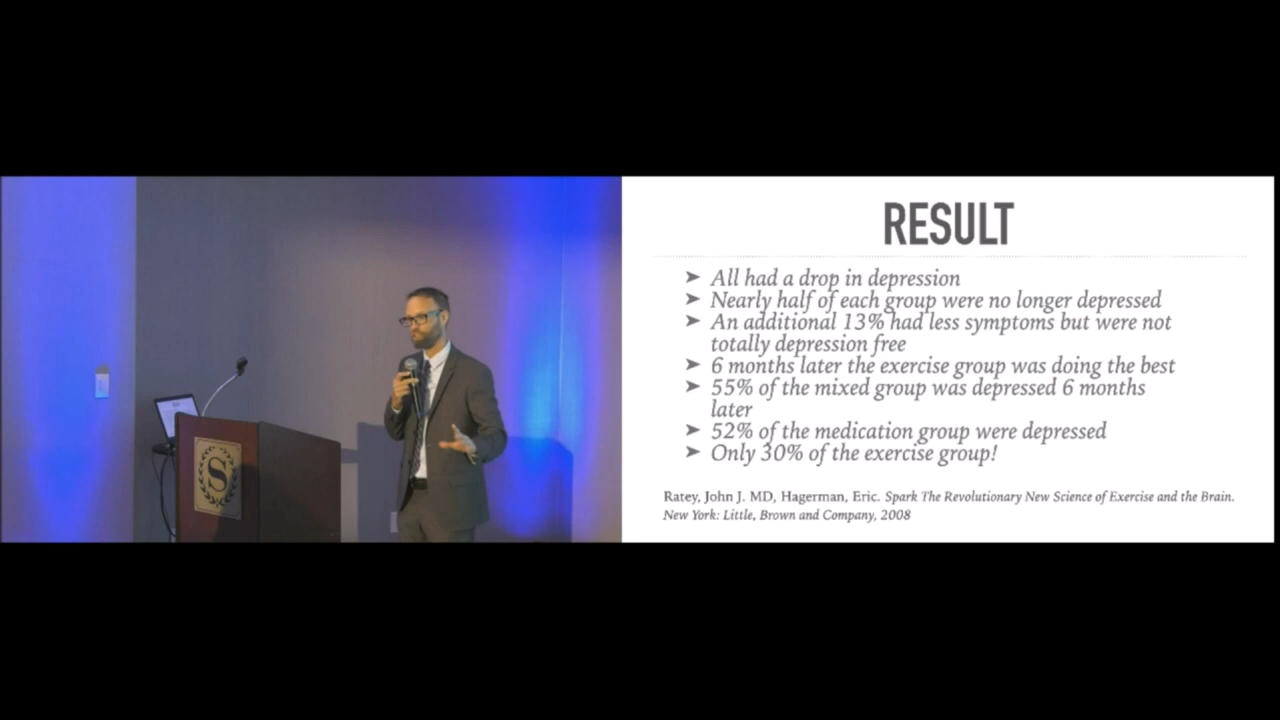 S
RESULT
➤ All had a drop in depression
➤ Nearly half of each group were no longer depressed
➤ An additional 13% had less symptoms but were not
totally depression free
➤ 6 months later the exercise group was doing the best
➤ 55% of the mixed group was depressed 6 months
later
➤ 52% of the medication group were depressed
➤ Only 30% of the exercise group!
Ratey, John J. MD, Hagerman, Eric. Spark The Revolutionary New Science of Exercise and the Brain.
New York: Little, Brown and Company, 2008